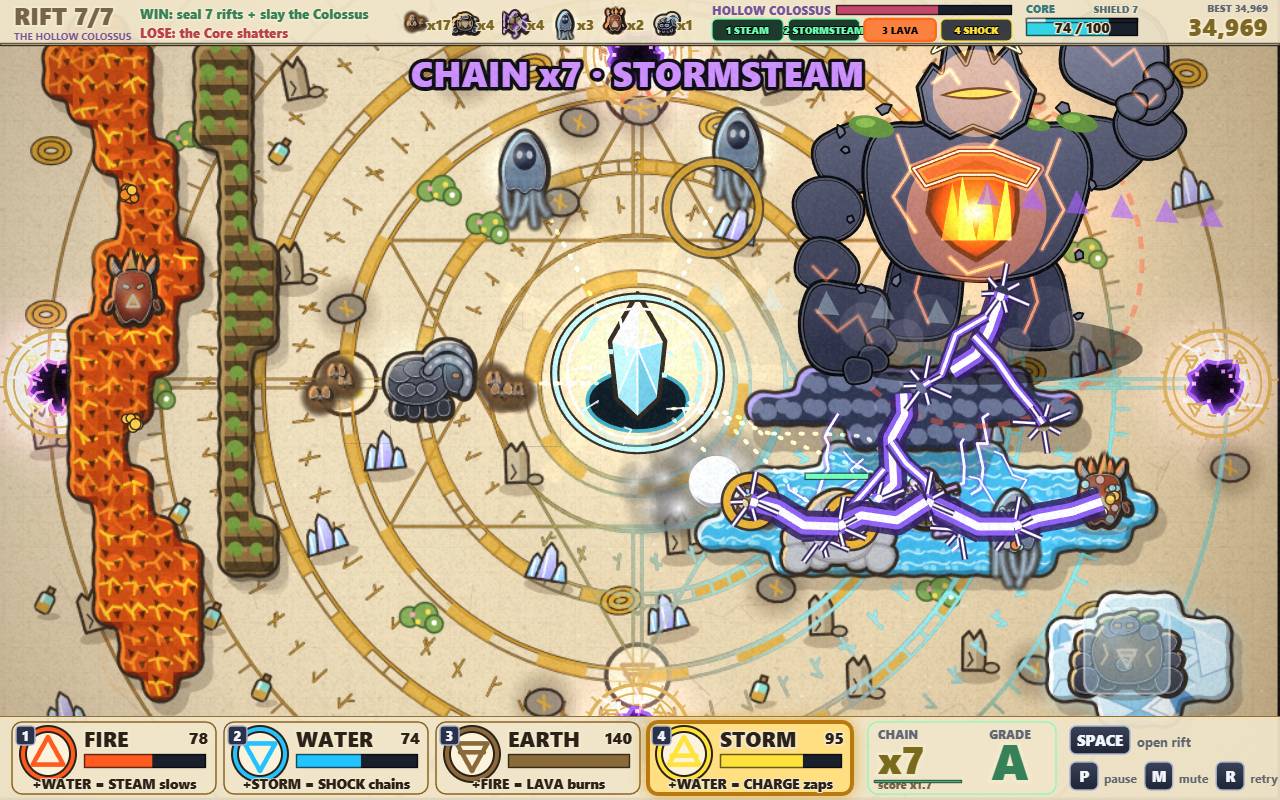 RIFT 7/7
THE HOLLOW COLOSSUS
WIN: seal 7 rifts + slay the Colossus
LOSE: the Core shatters
x17 x4 x4 x3 x2 x1
HOLLOW COLOSSUS
1 STEAM 2 STORMSTEAM 3 LAVA 4 SHOCK
CORE SHIELD 7
74 / 100
BEST 34,969
34,969
CHAIN x7 • STORMSTEAM
1 FIRE 78
+WATER = STEAM slows
2 WATER 74
+STORM = SHOCK chains
3 EARTH 140
+FIRE = LAVA burns
4 STORM 95
+WATER = CHARGE zaps
CHAIN
x7
score x1.7
GRADE
A
SPACE open rift
P pause M mute R retry